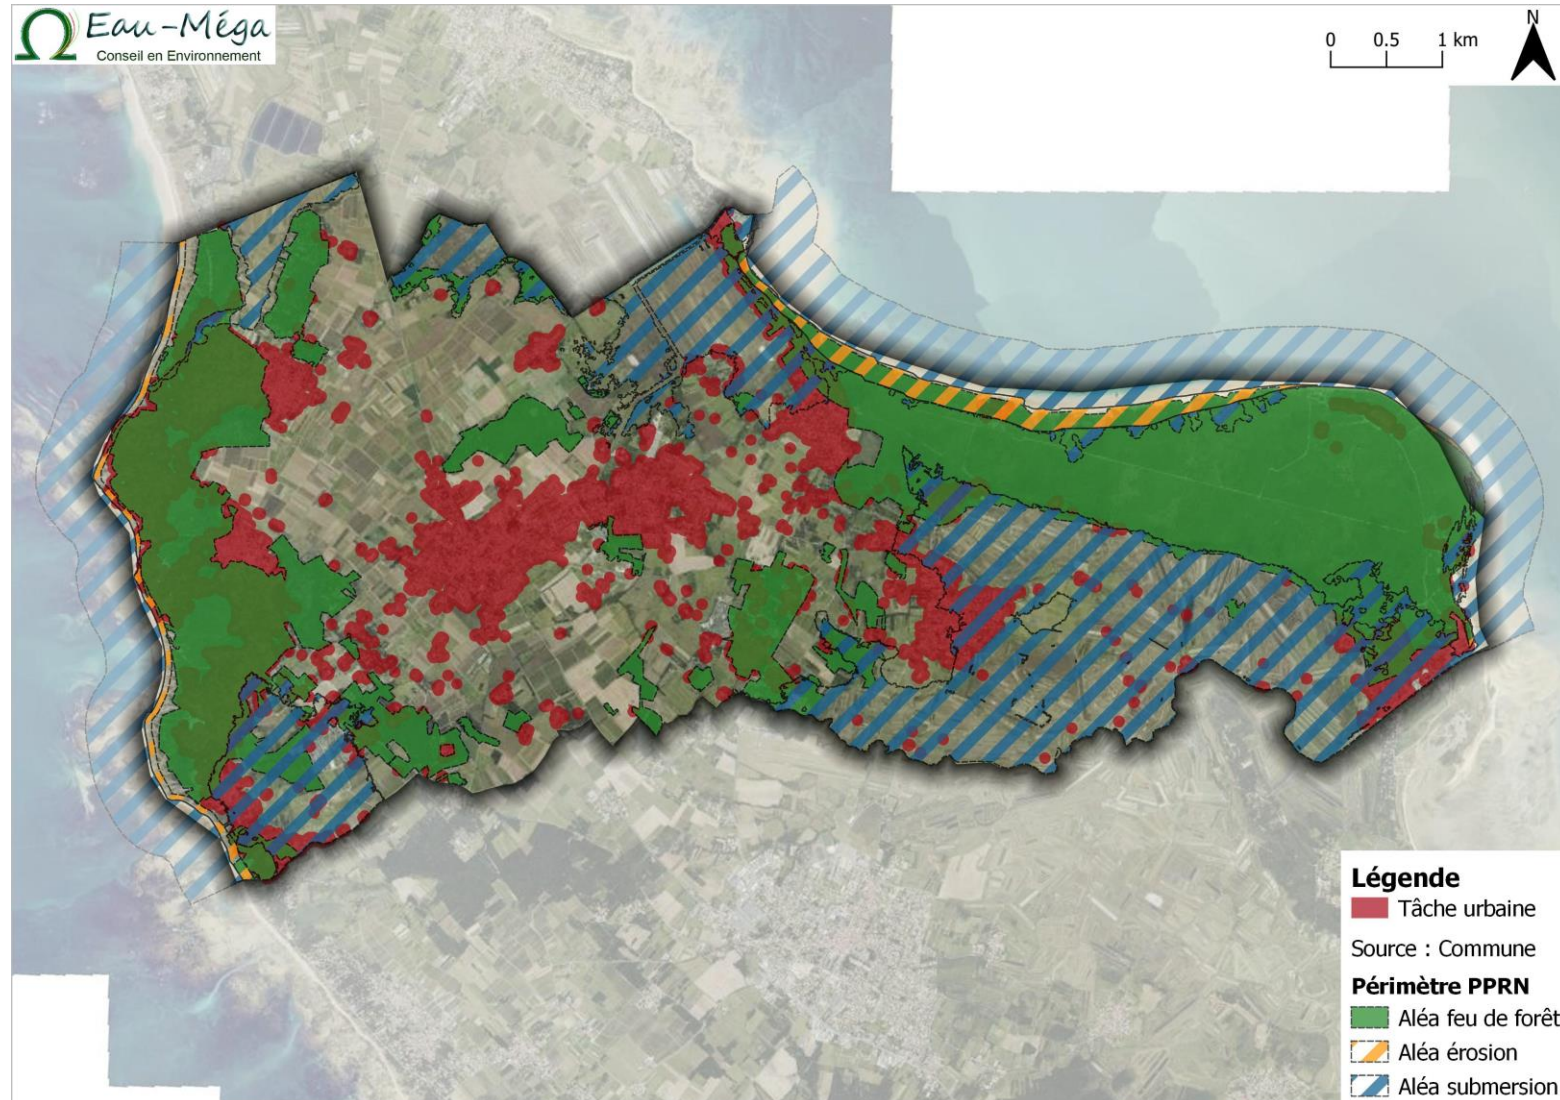 Eau-Méga
Conseil en Environnement
0 0.5 1 km
N
Légende
Tâche urbaine
Source : Commune
Périmètre PPRN
Aléa feu de forêt
Aléa érosion
Aléa submersion